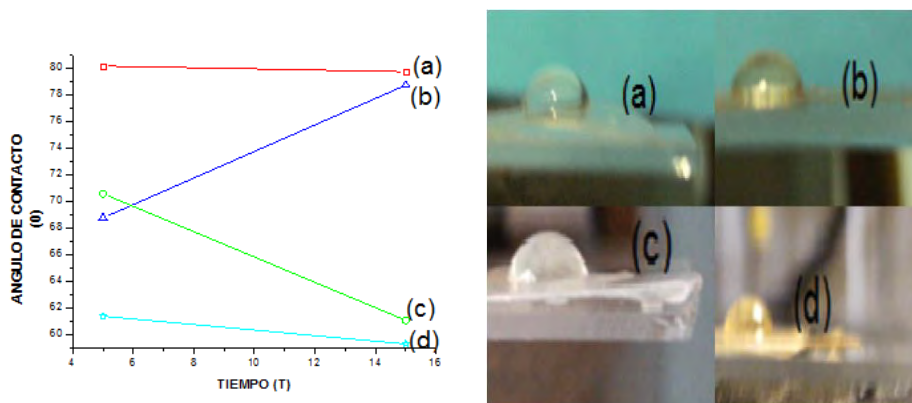 ANGULO DE CONTACTO
(θ)
80
78
76
74
72
70
68
66
64
62
60
4
6
8
10
12
14
16
TIEMPO (T)
(a)
(b)
(c)
(d)
(a)
(b)
(c)
(d)